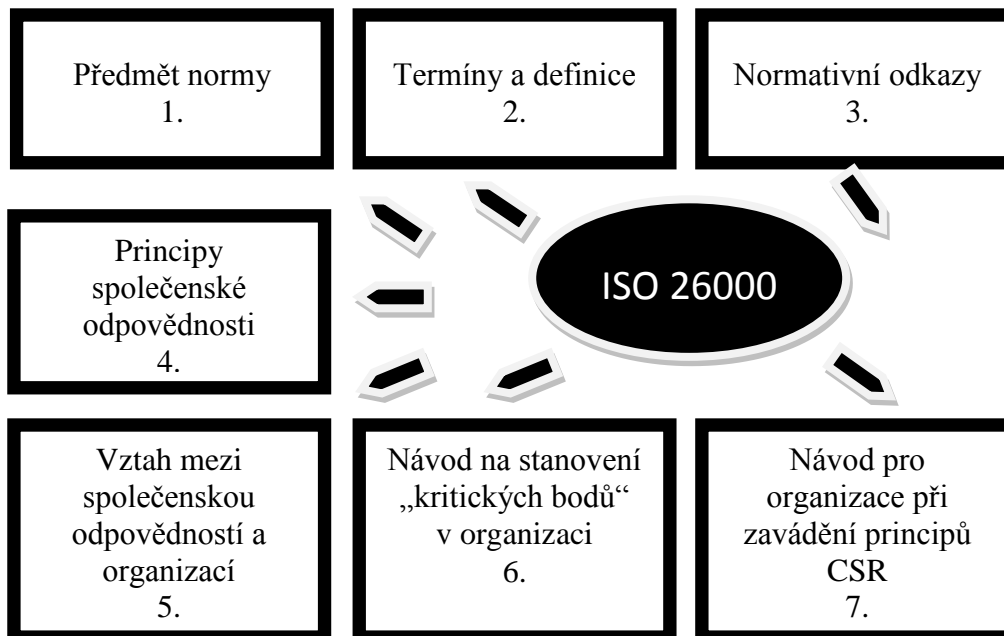 Předmět normy
1.
Termíny a definice
2.
Normativní odkazy
3.
Principy
společenské
odpovědnosti
4.
ISO 26000
Vztah mezi
společenskou
odpovědností a
organizací
5.
Návod na stanovení
„kritických bodů“
v organizaci
6.
Návod pro
organizace při
zavádění principů
CSR
7.